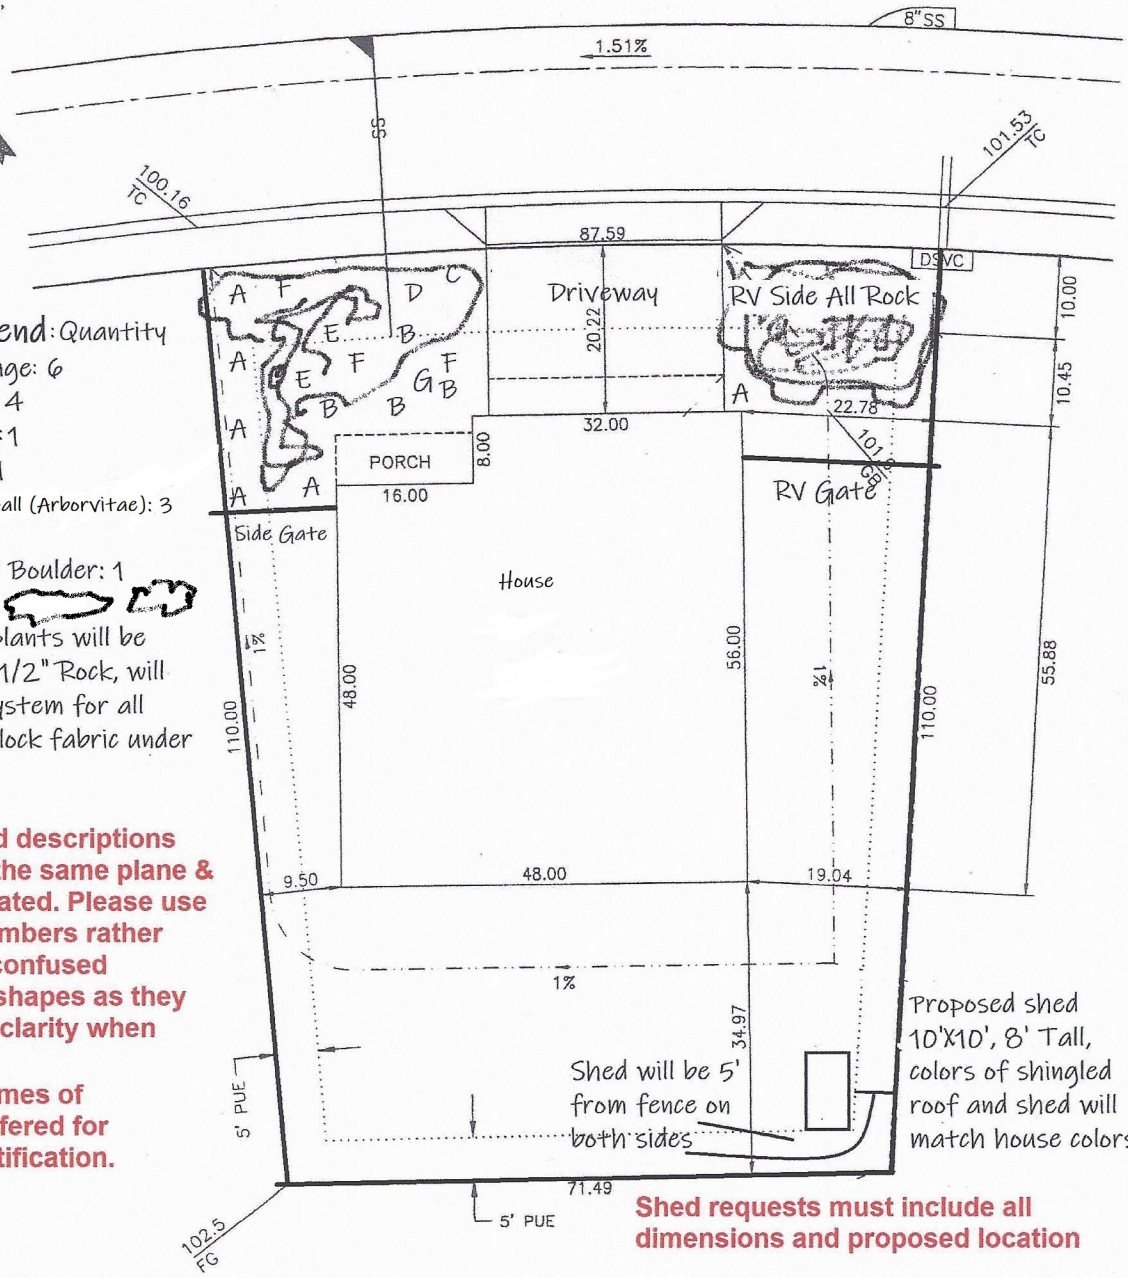 8" SS
1.51%
SS
101.53
TC
100.16
TC
87.59
DSVC
A F C D
Driveway
RV Side All Rock
10.00
end: Quantity
E B
20.22
A
age: 6
F F
10.45
E G B
4
A
B B
22.78
:1
32.00
A
8.00
101.
GB
1
PORCH
16.00
RV Gate
A A
all (Arborvitae): 3
Side Gate
Boulder: 1
House
plants will be
1%
56.00
1/2" Rock, will
48.00
1%
55.88
ystem for all
110.00
110.00
lock fabric under
d descriptions
the same plane &
9.50
48.00
19.04
ated. Please use
mbers rather
confused
1%
shapes as they
clarity when
34.97
Proposed shed
10'X10', 8' Tall,
colors of shingled
roof and shed will
match house colors
Shed will be 5'
from fence on
both sides
mes of
fered for
tification.
5' PUE
71.49
5' PUE
102.5
FG
Shed requests must include all
dimensions and proposed location